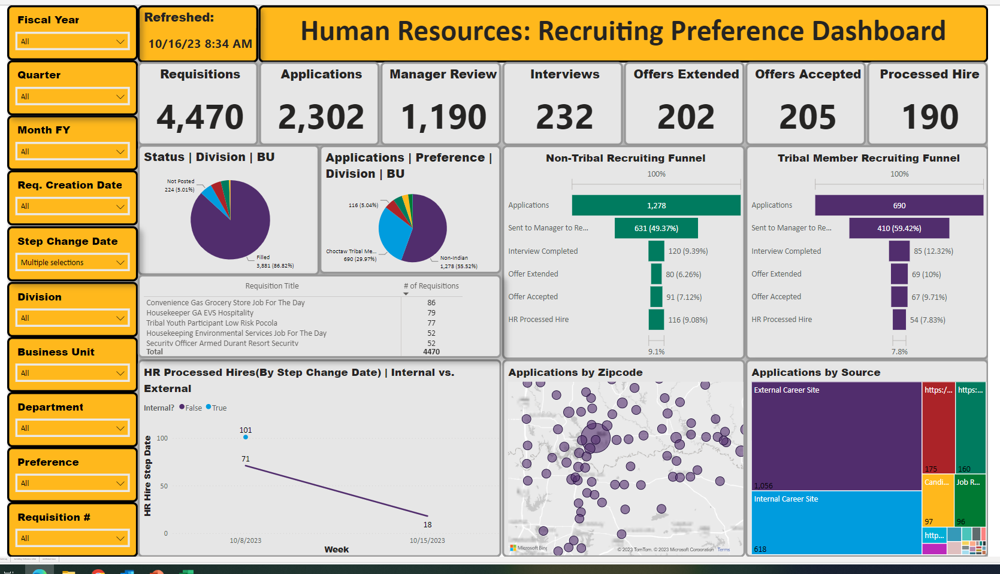 Fiscal Year
All
Quarter
All
Month FY
All
Req. Creation Date
All
Step Change Date
Multiple selections
Division
All
Business Unit
All
Department
All
Preference
All
Requisition #
All
Refreshed:
10/16/23 8:34 AM
Human Resources: Recruiting Preference Dashboard
Requisitions
4,470
Applications
2,302
Manager Review
1,190
Interviews
232
Offers Extended
202
Offers Accepted
205
Processed Hire
190
Status | Division | BU
Not Posted
224 (5.01%)
Filled
3,881 (86.82%)
Applications | Preference |
Division | BU
116 (5.04%)
Choctaw Tribal Me...
690 (29.97%)
Non-Indian
1,278 (55.52%)
Requisition Title # of Requisitions
Convenience Gas Grocery Store Job For The Day 86
Housekeeper GA EVS Hospitality 79
Tribal Youth Participant Low Risk Pocola 77
Housekeeping Environmental Services Job For The Day 52
Security Officer Armed Durant Resort Security 52
Total 4470
Non-Tribal Recruiting Funnel
100%
Applications 1,278
Sent to Manager to Re... 631 (49.37%)
Interview Completed 120 (9.39%)
Offer Extended 80 (6.26%)
Offer Accepted 91 (7.12%)
HR Processed Hire 116 (9.08%)
9.1%
Tribal Member Recruiting Funnel
100%
Applications 690
Sent to Manager to Re... 410 (59.42%)
Interview Completed 85 (12.32%)
Offer Extended 69 (10%)
Offer Accepted 67 (9.71%)
HR Processed Hire 54 (7.83%)
7.8%
HR Processed Hires(By Step Change Date) | Internal vs.
External
Internal? False True
HR Hire Step Date
100
50
0
101
71
18
10/8/2023 10/15/2023
Week
Applications by Zipcode
Microsoft Bing
© 2023 TomTom, © 2023 Microsoft Corporation Terms
Applications by Source
External Career Site
1,056
Internal Career Site
618
https:/...
175
https:...
160
Candi...
97
Job R...
96
http...